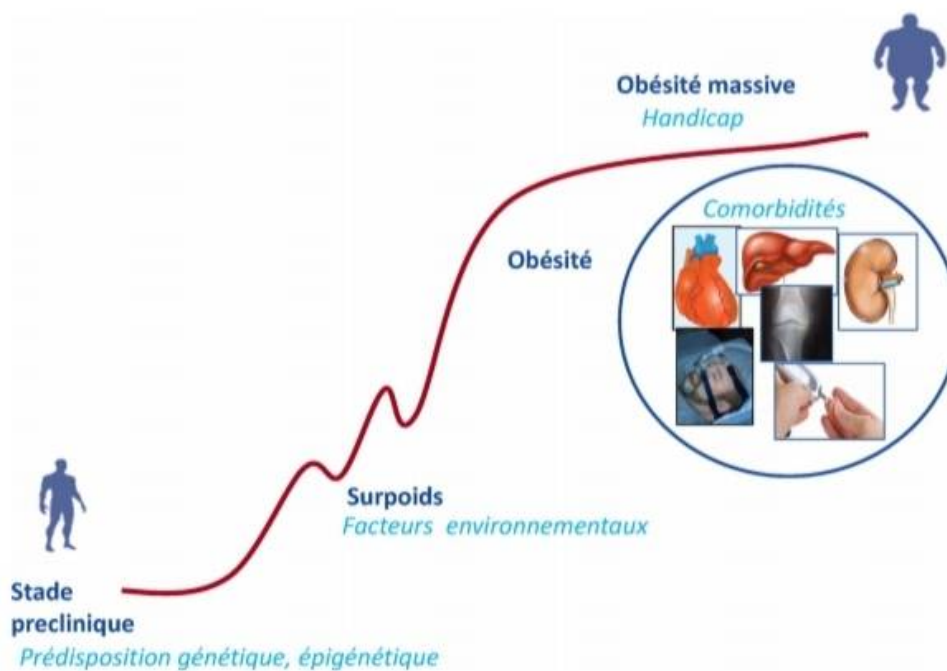 Obésité massive
Handicap
Comorbidités
Obésité
Surpoids
Facteurs environnementaux
Stade
preclinique
Prédisposition génétique, épigénétique